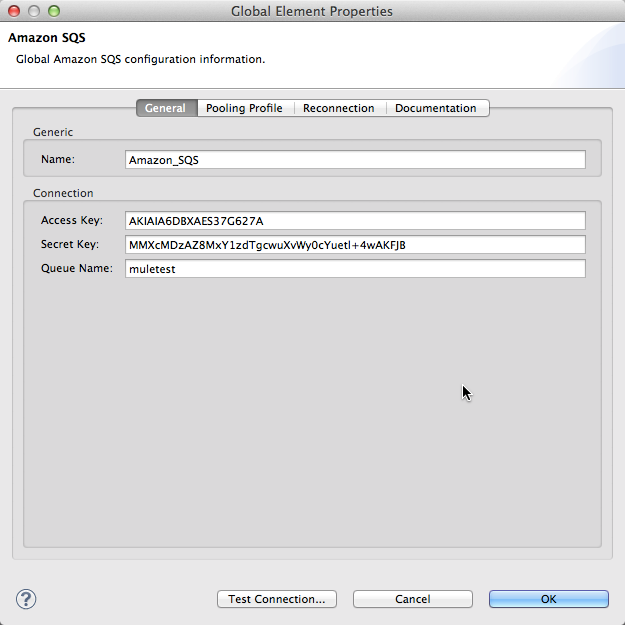 Global Element Properties
Amazon SQS
Global Amazon SQS configuration information.
General Pooling Profile Reconnection Documentation
Generic
Name: Amazon_SQS
Connection
Access Key: AKIAIA6DBXAES37G627A
Secret Key: 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
Queue Name: muletest
? Test Connection... Cancel OK